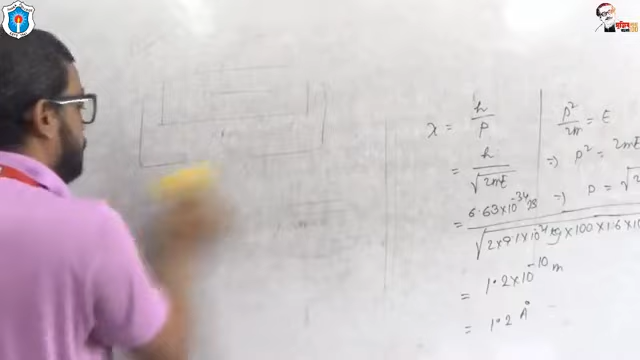 λ = h/p
= h/√2mE
= 6.63×10^-34 JS / √2×9.1×10^-31 kg×100×1.6×10
= 1.2×10^-10 m
= 1.2 Å
p²/2m = E
⇒ p² = 2mE
⇒ p = √2